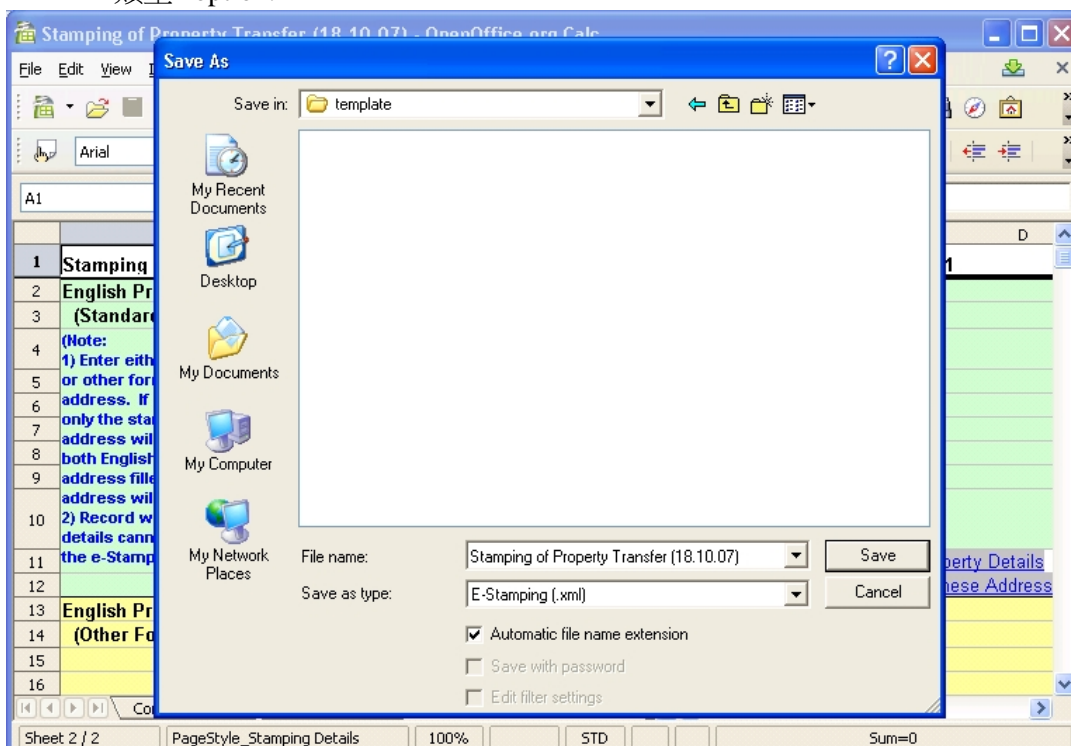 Stamping of Property Transfer (18.10.07) - OpenOffice.org Calc
Save As
File Edit View
Save in: template
Arial
A1
My Recent Documents
Desktop
My Documents
My Computer
My Network Places
D
1 Stamping
2 English Pr
3 (Standar
4 (Note:
1) Enter eith
5 or other for
6 address. If
only the sta
7 address wil
8 both English
9 address fille
address wil
10 2) Record w
details cann
11 the e-Stamp
perty Details
12
nese Address
13 English Pr
14 (Other Fo
15
16
File name: Stamping of Property Transfer (18.10.07) Save
Save as type: E-Stamping (.xml) Cancel
Automatic file name extension
Save with password
Edit filter settings
Co
Sheet 2 / 2 PageStyle_Stamping Details 100% STD Sum=0